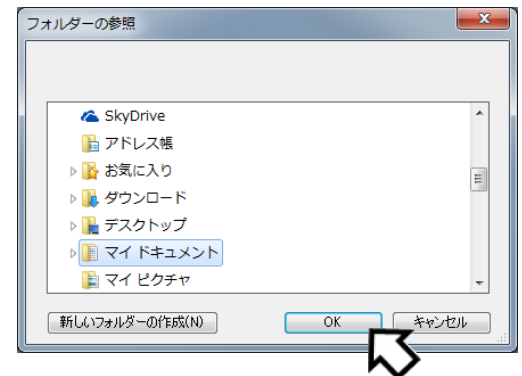 フォルダーの参照
SkyDrive
アドレス帳
お気に入り
ダウンロード
デスクトップ
マイ ドキュメント
マイ ピクチャ
新しいフォルダーの作成(N)
OK
キャンセル